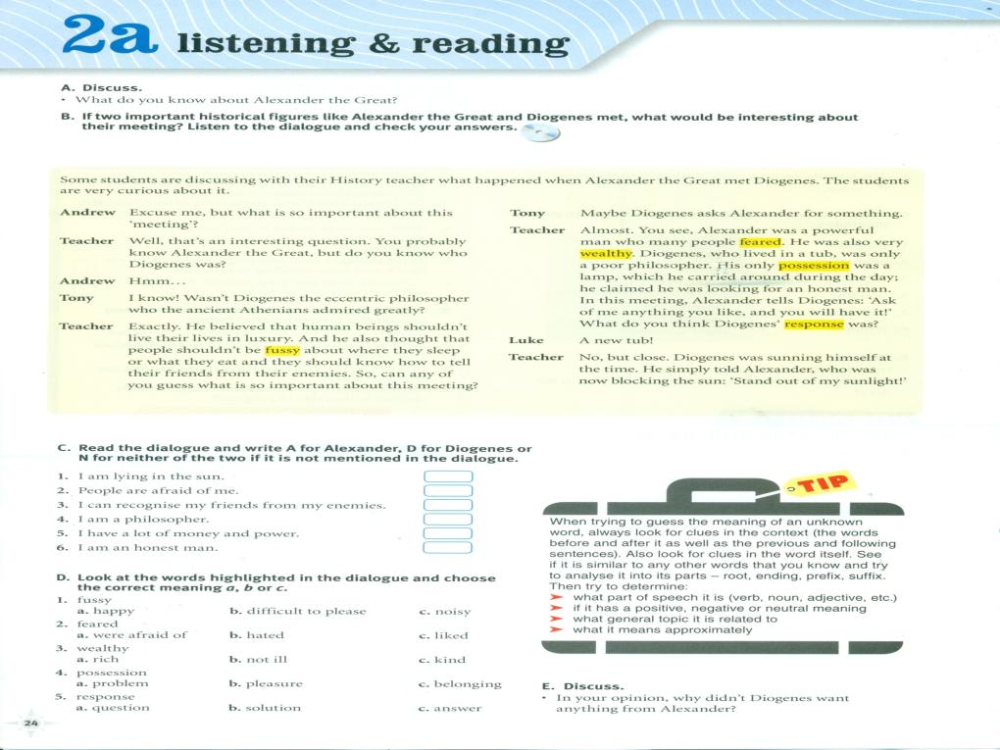 2a listening & reading
A. Discuss.
• What do you know about Alexander the Great?
B. If two important historical figures like Alexander the Great and Diogenes met, what would be interesting about
their meeting? Listen to the dialogue and check your answers.
Some students are discussing with their History teacher what happened when Alexander the Great met Diogenes. The students
are very curious about it.
Andrew Excuse me, but what is so important about this
'meeting'?
Teacher Well, that's an interesting question. You probably
know Alexander the Great, but do you know who
Diogenes was?
Andrew Hmm...
Tony I know! Wasn't Diogenes the eccentric philosopher
who the ancient Athenians admired greatly?
Teacher Exactly. He believed that human beings shouldn't
live their lives in luxury. And he also thought that
people shouldn't be fussy about where they sleep
or what they eat and they should know how to tell
their friends from their enemies. So, can any of
you guess what is so important about this meeting?
Tony Maybe Diogenes asks Alexander for something.
Teacher Almost. You see, Alexander was a powerful
man who many people feared. He was also very
wealthy. Diogenes, who lived in a tub, was only
a poor philosopher. His only possession was a
lamp, which he carried around during the day;
he claimed he was looking for an honest man.
In this meeting, Alexander tells Diogenes: 'Ask
of me anything you like, and you will have it!'
What do you think Diogenes' response was?
Luke A new tub!
Teacher No, but close. Diogenes was sunning himself at
the time. He simply told Alexander, who was
now blocking the sun: 'Stand out of my sunlight!'
C. Read the dialogue and write A for Alexander, D for Diogenes or
N for neither of the two if it is not mentioned in the dialogue.
1. I am lying in the sun.
2. People are afraid of me.
3. I can recognise my friends from my enemies.
4. I am a philosopher.
5. I have a lot of money and power.
6. I am an honest man.
D. Look at the words highlighted in the dialogue and choose
the correct meaning a, b or c.
1. fussy
a. happy b. difficult to please c. noisy
2. feared
a. were afraid of b. hated c. liked
3. wealthy
a. rich b. not ill c. kind
4. possession
a. problem b. pleasure c. belonging
5. response
a. question b. solution c. answer
TIP
When trying to guess the meaning of an unknown
word, always look for clues in the context (the words
before and after it as well as the previous and following
sentences). Also look for clues in the word itself. See
if it is similar to any other words that you know and try
to analyse it into its parts – root, ending, prefix, suffix.
Then try to determine:
➤ what part of speech it is (verb, noun, adjective, etc.)
➤ if it has a positive, negative or neutral meaning
➤ what general topic it is related to
➤ what it means approximately
E. Discuss.
• In your opinion, why didn't Diogenes want
anything from Alexander?
24